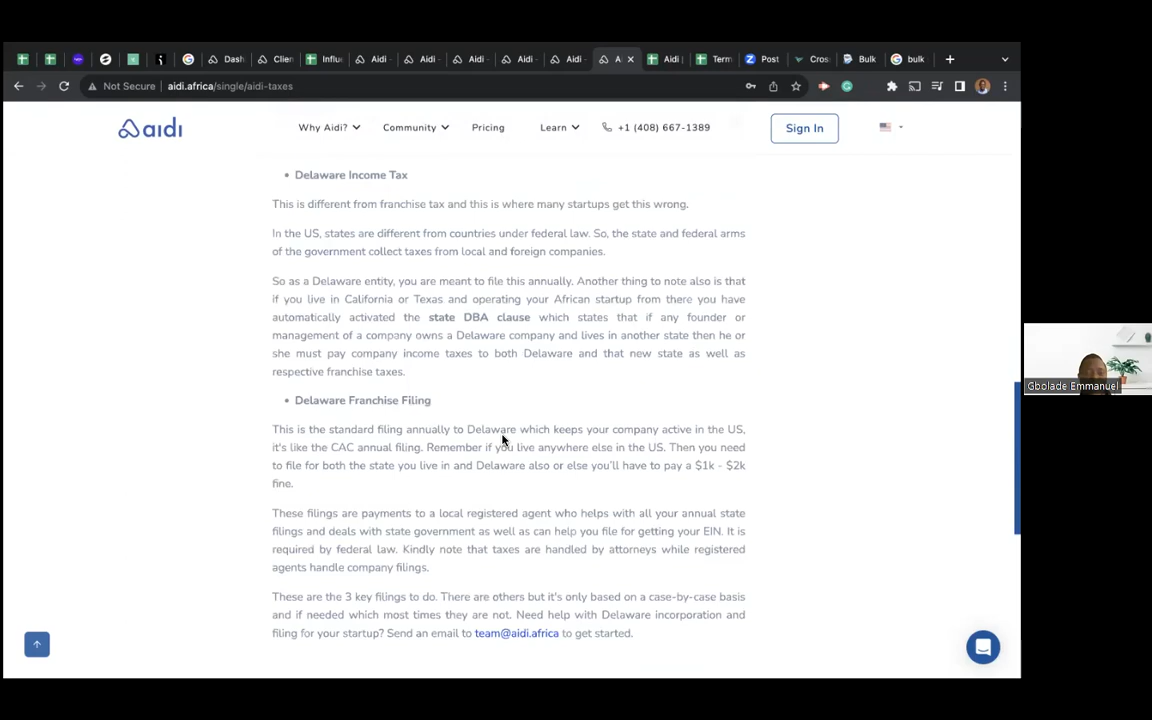 Dash
Clien
Influ
Aidi
Aidi
Aidi
Aidi
Aidi
A
Aidi
Term
Post
Cros
Bulk
bulk
Not Secure | aidi.africa/single/aidi-taxes
aidi
Why Aidi?
Community
Pricing
Learn
+1 (408) 667-1389
Sign In
• Delaware Income Tax
This is different from franchise tax and this is where many startups get this wrong.
In the US, states are different from countries under federal law. So, the state and federal arms
of the government collect taxes from local and foreign companies.
So as a Delaware entity, you are meant to file this annually. Another thing to note also is that
if you live in California or Texas and operating your African startup from there you have
automatically activated the state DBA clause which states that if any founder or
management of a company owns a Delaware company and lives in another state then he or
she must pay company income taxes to both Delaware and that new state as well as
respective franchise taxes.
• Delaware Franchise Filing
This is the standard filing annually to Delaware which keeps your company active in the US,
it's like the CAC annual filing. Remember if you live anywhere else in the US. Then you need
to file for both the state you live in and Delaware also or else you'll have to pay a $1k - $2k
fine.
These filings are payments to a local registered agent who helps with all your annual state
filings and deals with state government as well as can help you file for getting your EIN. It is
required by federal law. Kindly note that taxes are handled by attorneys while registered
agents handle company filings.
These are the 3 key filings to do. There are others but it's only based on a case-by-case basis
and if needed which most times they are not. Need help with Delaware incorporation and
filing for your startup? Send an email to team@aidi.africa to get started.
Gbolade Emmanuel